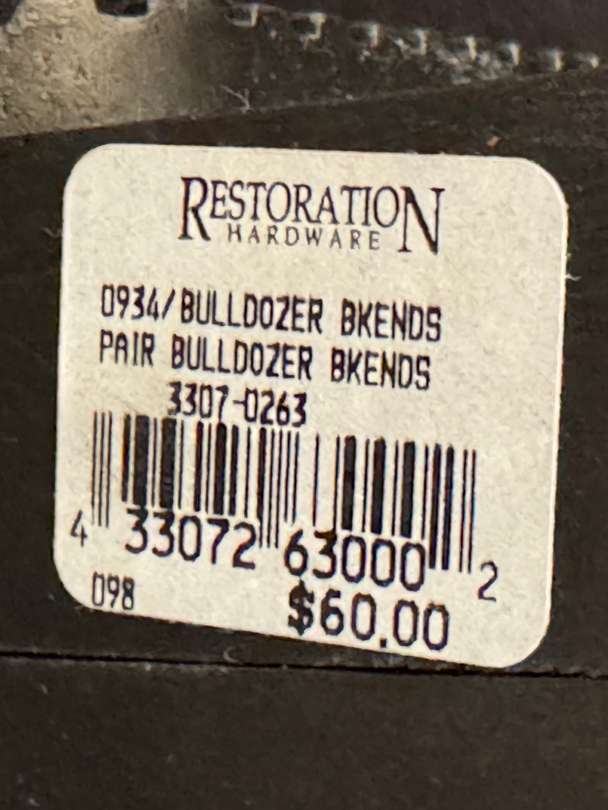 RESTORATION
HARDWARE
0934/BULLDOZER BKENDS
PAIR BULLDOZER BKENDS
3307-0263
4 33072 63000 2
098
$60.00